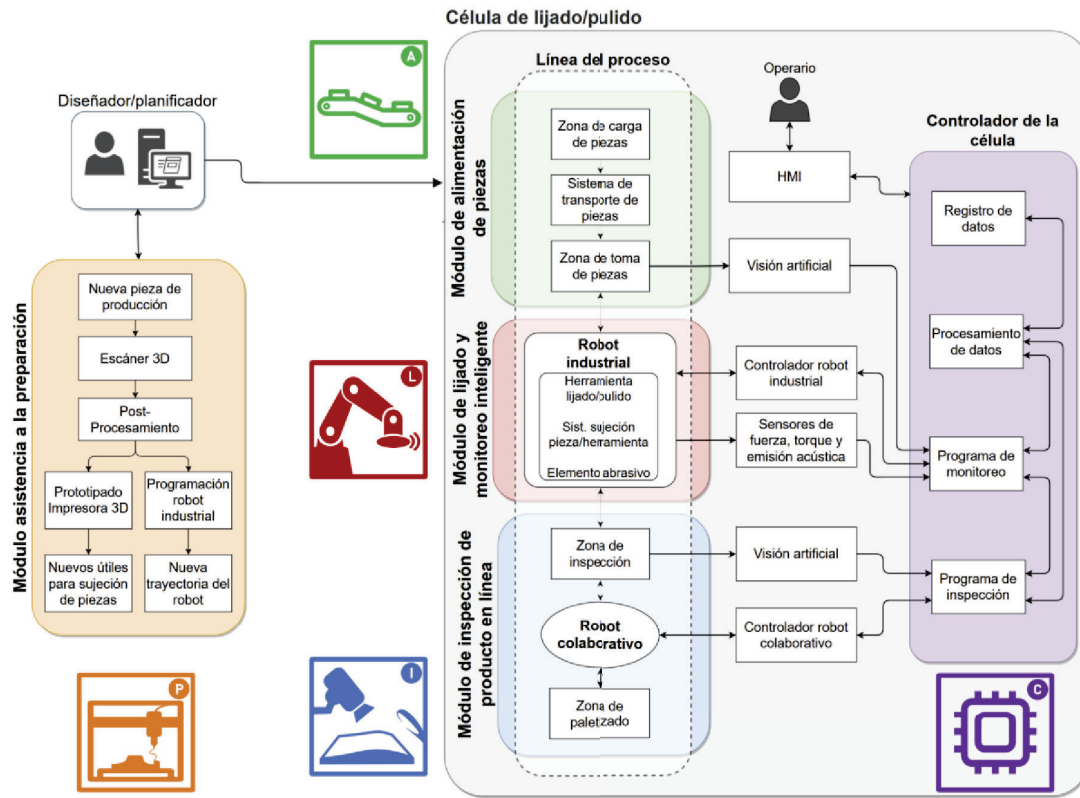 Célula de lijado/pulido
A
Línea del proceso
Operario
Diseñador/planificador
Controlador de la
célula
Módulo de alimentación
de piezas
Zona de carga
de piezas
Sistema de
transporte de
piezas
Zona de toma
de piezas
HMI
Visión artificial
Registro de
datos
Procesamiento
de datos
Programa de
monitoreo
Programa de
inspección
Módulo asistencia a la preparación
Nueva pieza de
producción
Escáner 3D
Post-
Procesamiento
Prototipado
Impresora 3D
Programación
robot
industrial
Nuevos útiles
para sujeción
de piezas
Nueva
trayectoria del
robot
L
Módulo de lijado y
monitoreo inteligente
Robot
industrial
Herramienta
lijado/pulido
Sist. sujeción
pieza/herramienta
Elemento abrasivo
Controlador robot
industrial
Sensores de
fuerza, torque y
emisión acústica
Módulo de inspección de
producto en línea
Zona de
inspección
Visión artificial
Robot
colaborativo
Controlador robot
colaborativo
Zona de
paletizado
P
I
C